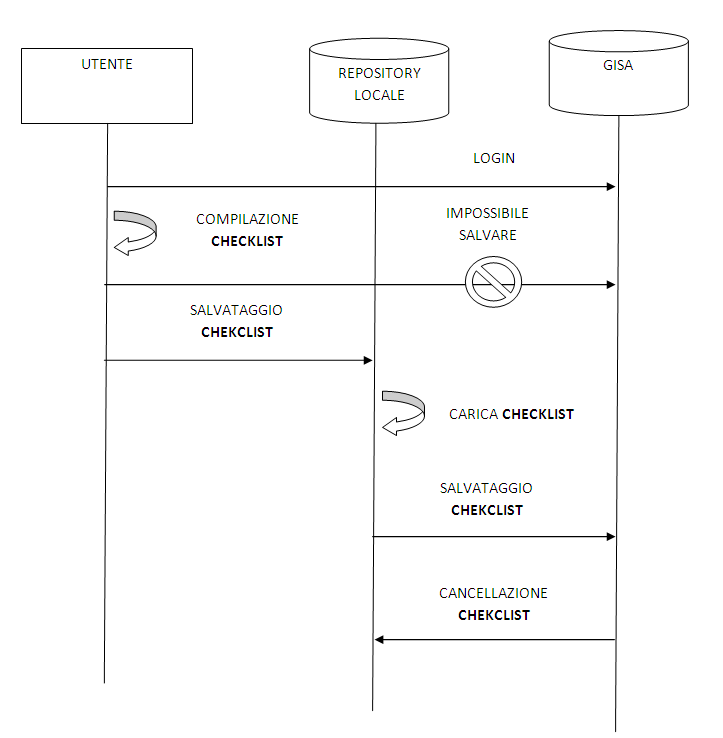 UTENTE
REPOSITORY
LOCALE
GISA
LOGIN
COMPILAZIONE
CHECKLIST
IMPOSSIBILE
SALVARE
SALVATAGGIO
CHEKCLIST
CARICA CHECKLIST
SALVATAGGIO
CHEKCLIST
CANCELLAZIONE
CHEKCLIST